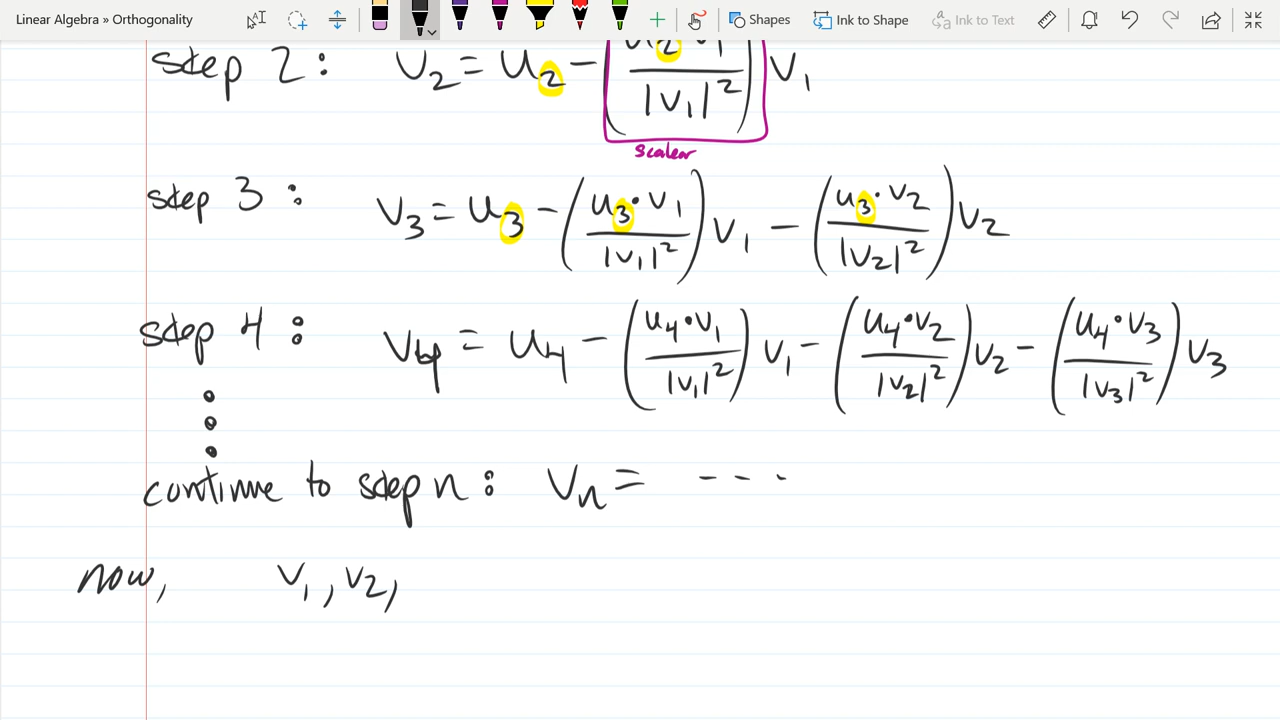 Linear Algebra » Orthogonality Shapes Ink to Shape Ink to Text
step 2: V₂ = U₂ − (U₂·V₁ / |V₁|²) V₁
scalar
step 3: V₃ = U₃ − (U₃·V₁ / |V₁|²) V₁ − (U₃·V₂ / |V₂|²) V₂
step 4: V₄ = U₄ − (U₄·V₁ / |V₁|²) V₁ − (U₄·V₂ / |V₂|²) V₂ − (U₄·V₃ / |V₃|²) V₃
⋮
continue to step n: Vₙ = ---
now, V₁, V₂,